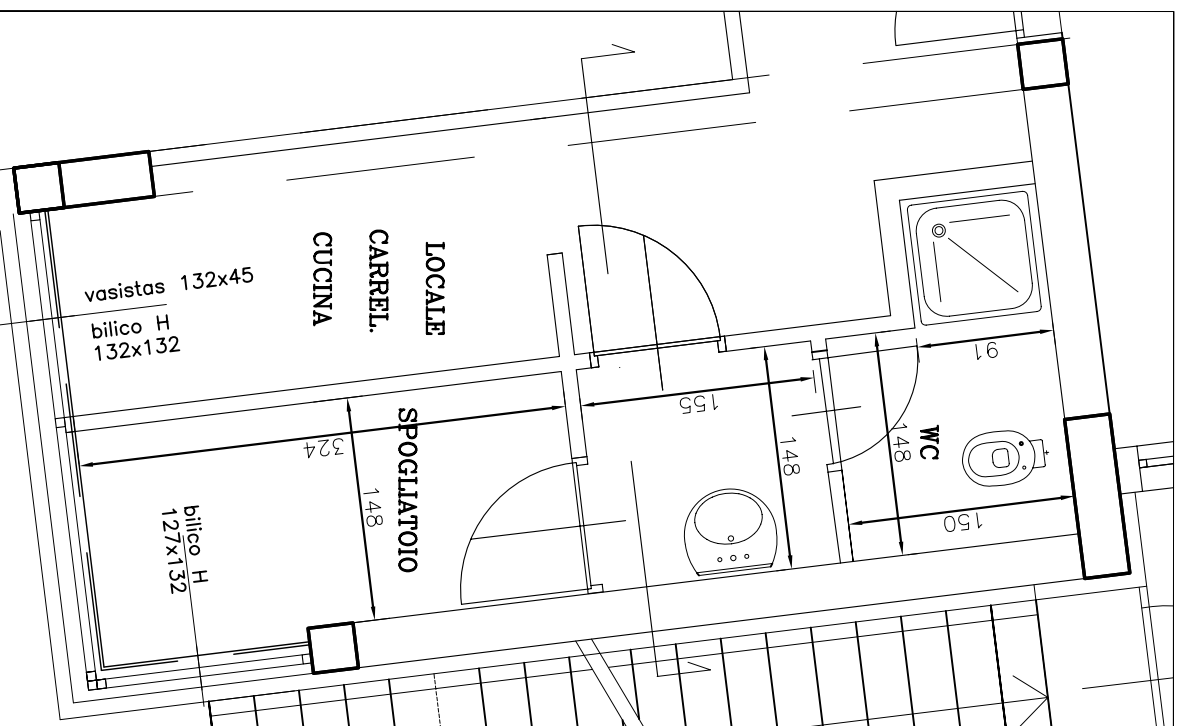 LOCALE
CARREL.
CUCINA
vasistas 132x45
bilico H
132x132
SPOGLIATOIO
324
148
bilico H
127x132
155
148
WC
148
91
150